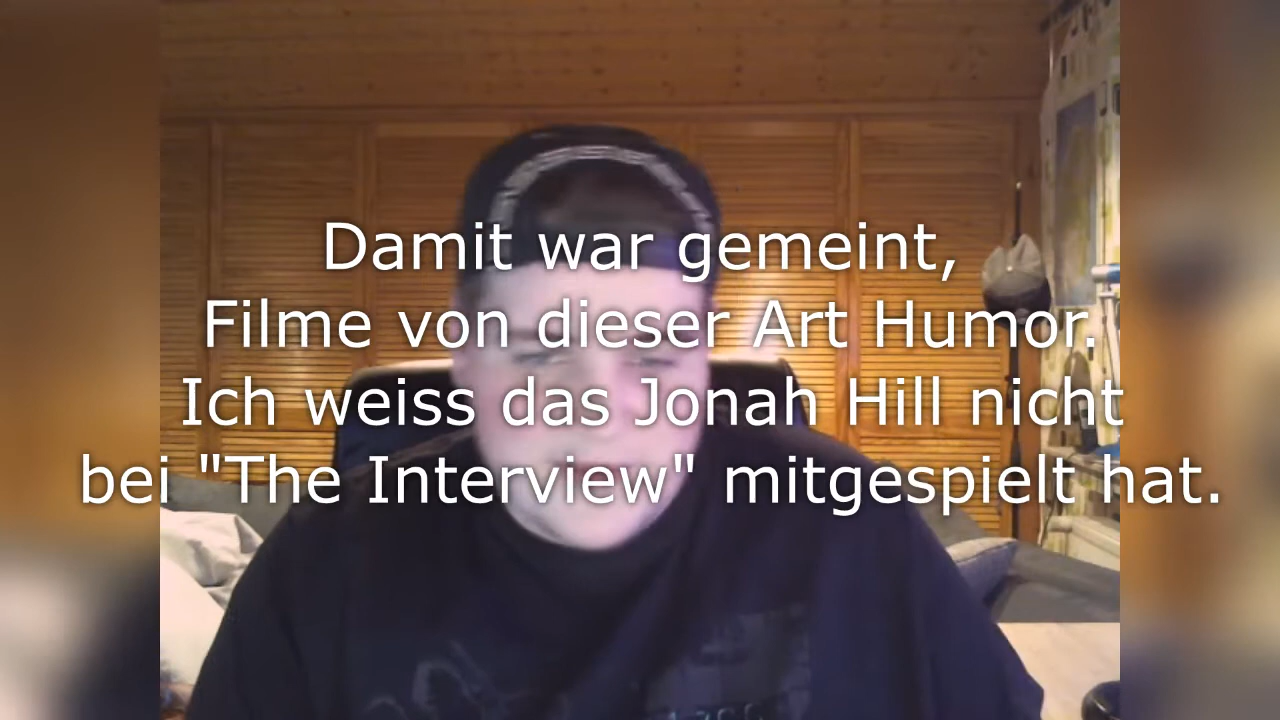 Damit war gemeint,
Filme von dieser Art Humor.
Ich weiss das Jonah Hill nicht
bei "The Interview" mitgespielt hat.